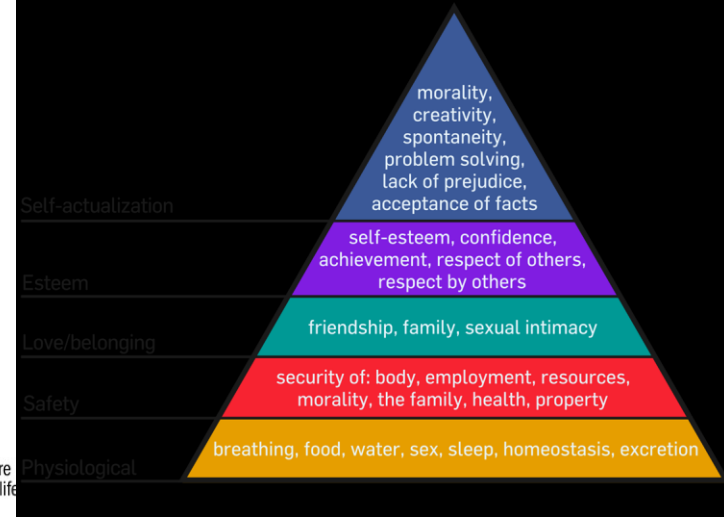 morality,
creativity,
spontaneity,
problem solving,
lack of prejudice,
acceptance of facts
Self-actualization
self-esteem, confidence,
achievement, respect of others,
respect by others
Esteem
friendship, family, sexual intimacy
Love/belonging
security of: body, employment, resources,
morality, the family, health, property
Safety
breathing, food, water, sex, sleep, homeostasis, excretion
Physiological
re
life